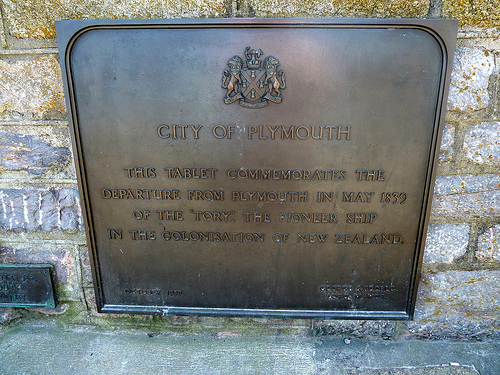 CITY OF PLYMOUTH
THIS TABLET COMMEMORATES THE
DEPARTURE FROM PLYMOUTH IN MAY 1839
OF THE 'TORY', THE PIONEER SHIP
IN THE COLONISATION OF NEW ZEALAND.